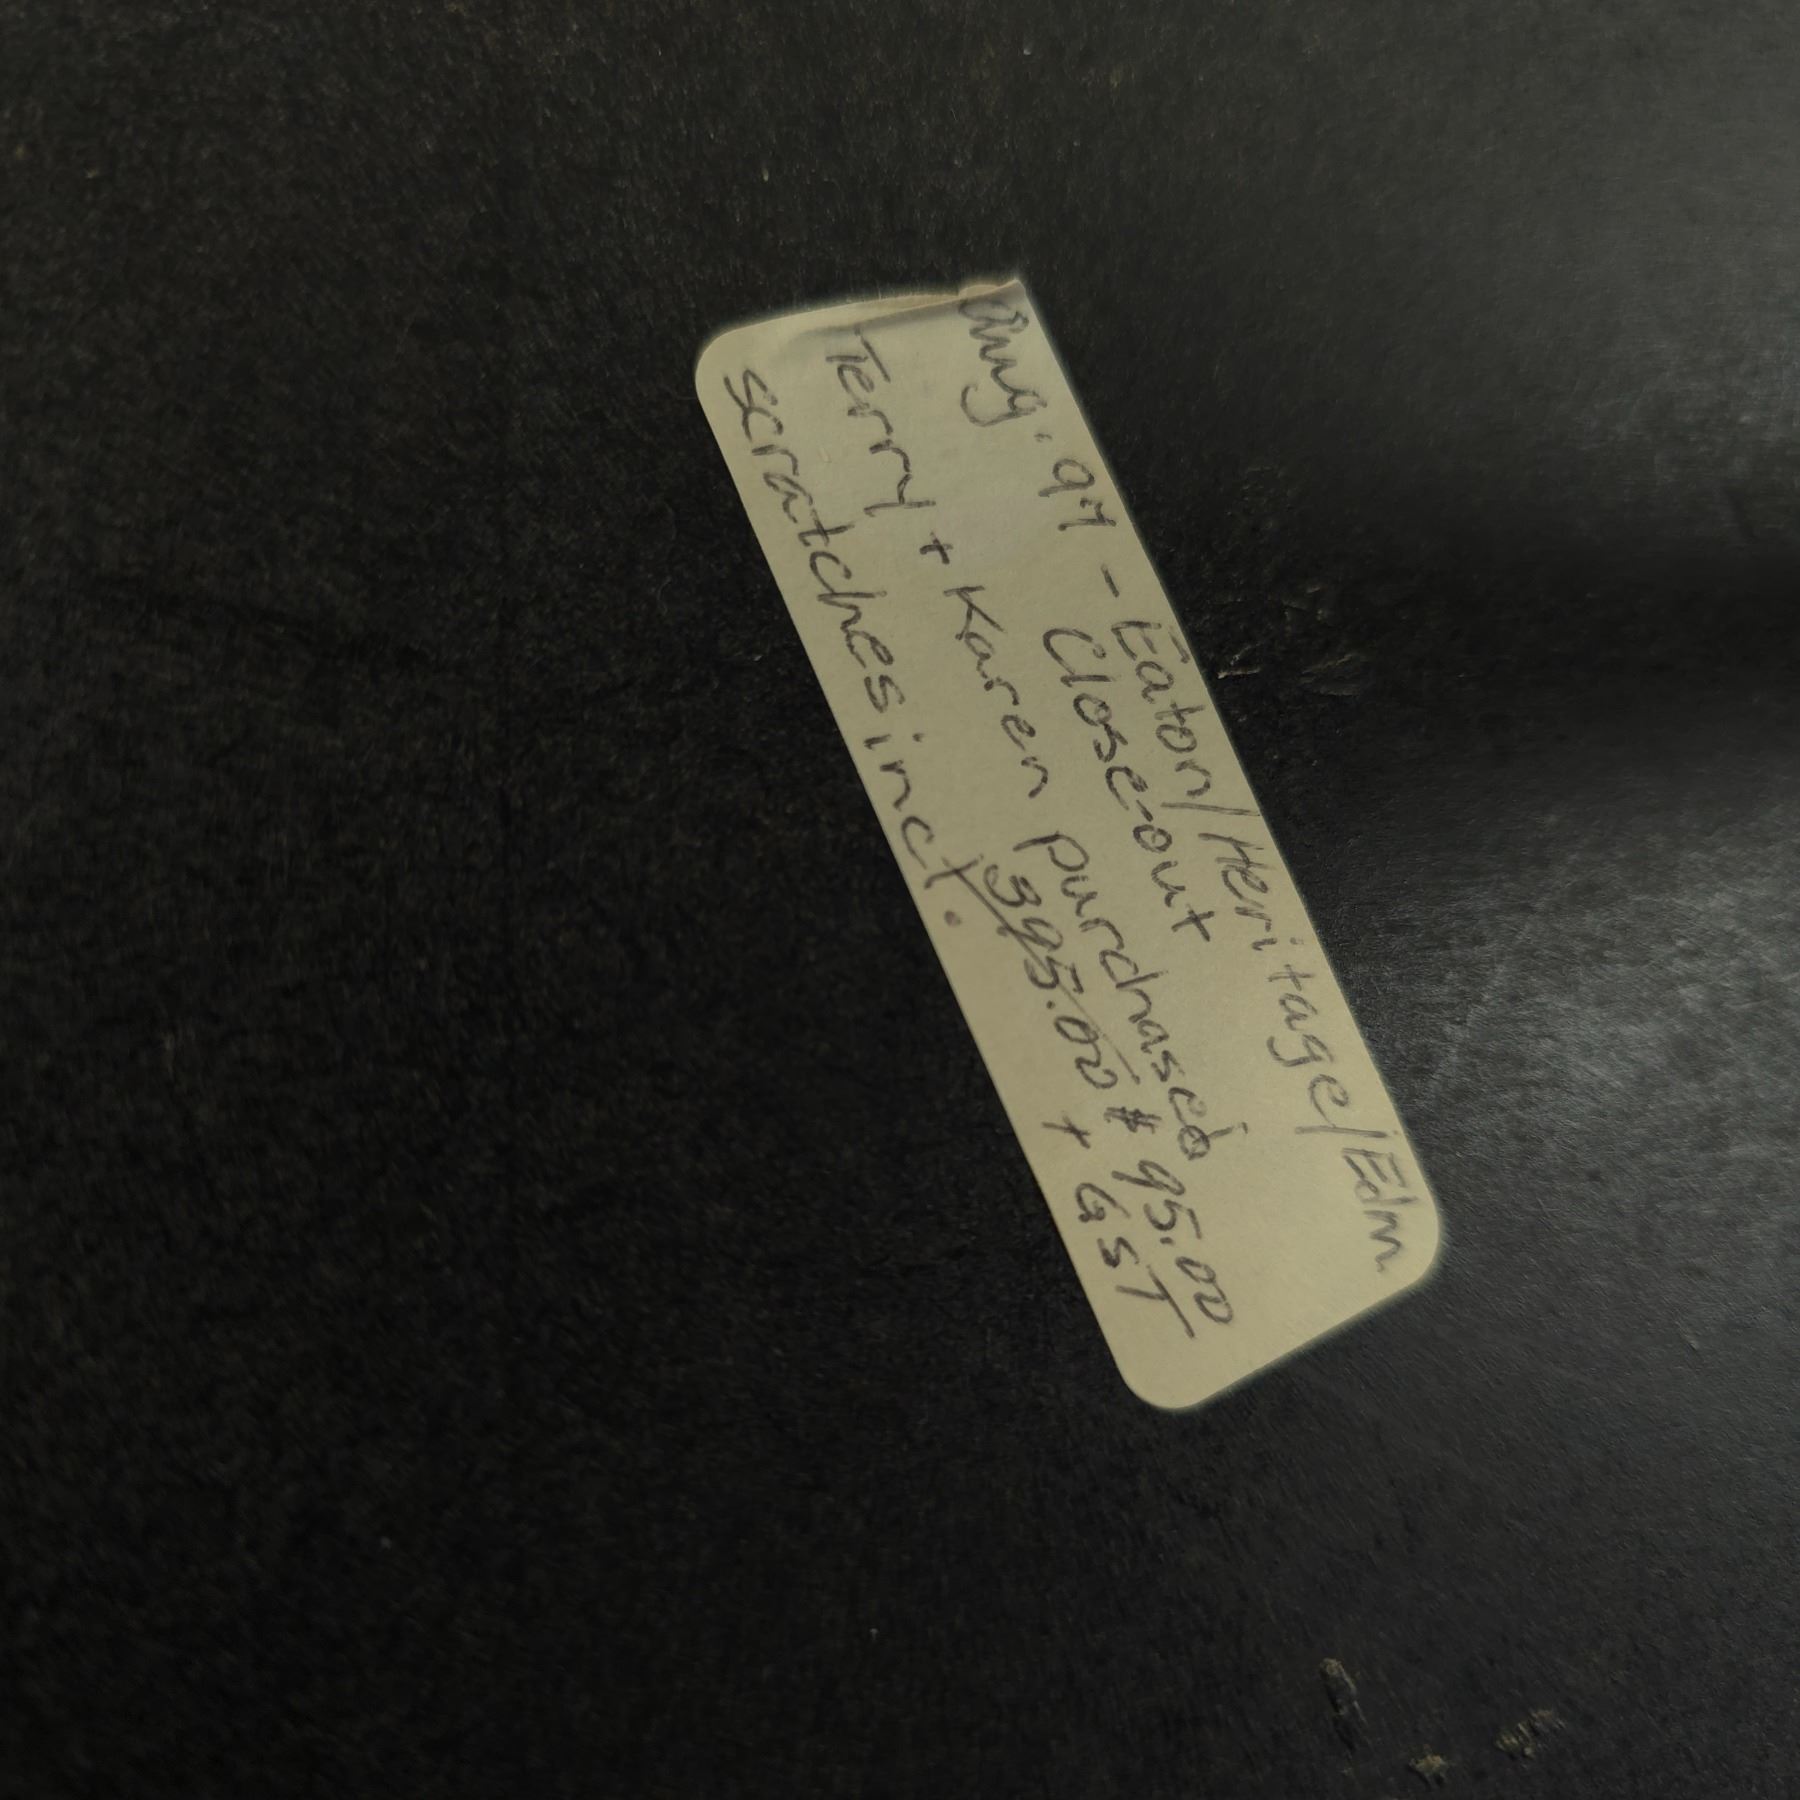 Aug. 97 - Eaton/Heritage/Edm
Close-out
Terry + Karen purchased
395.00 $ 95.00
scratches incl. + GST